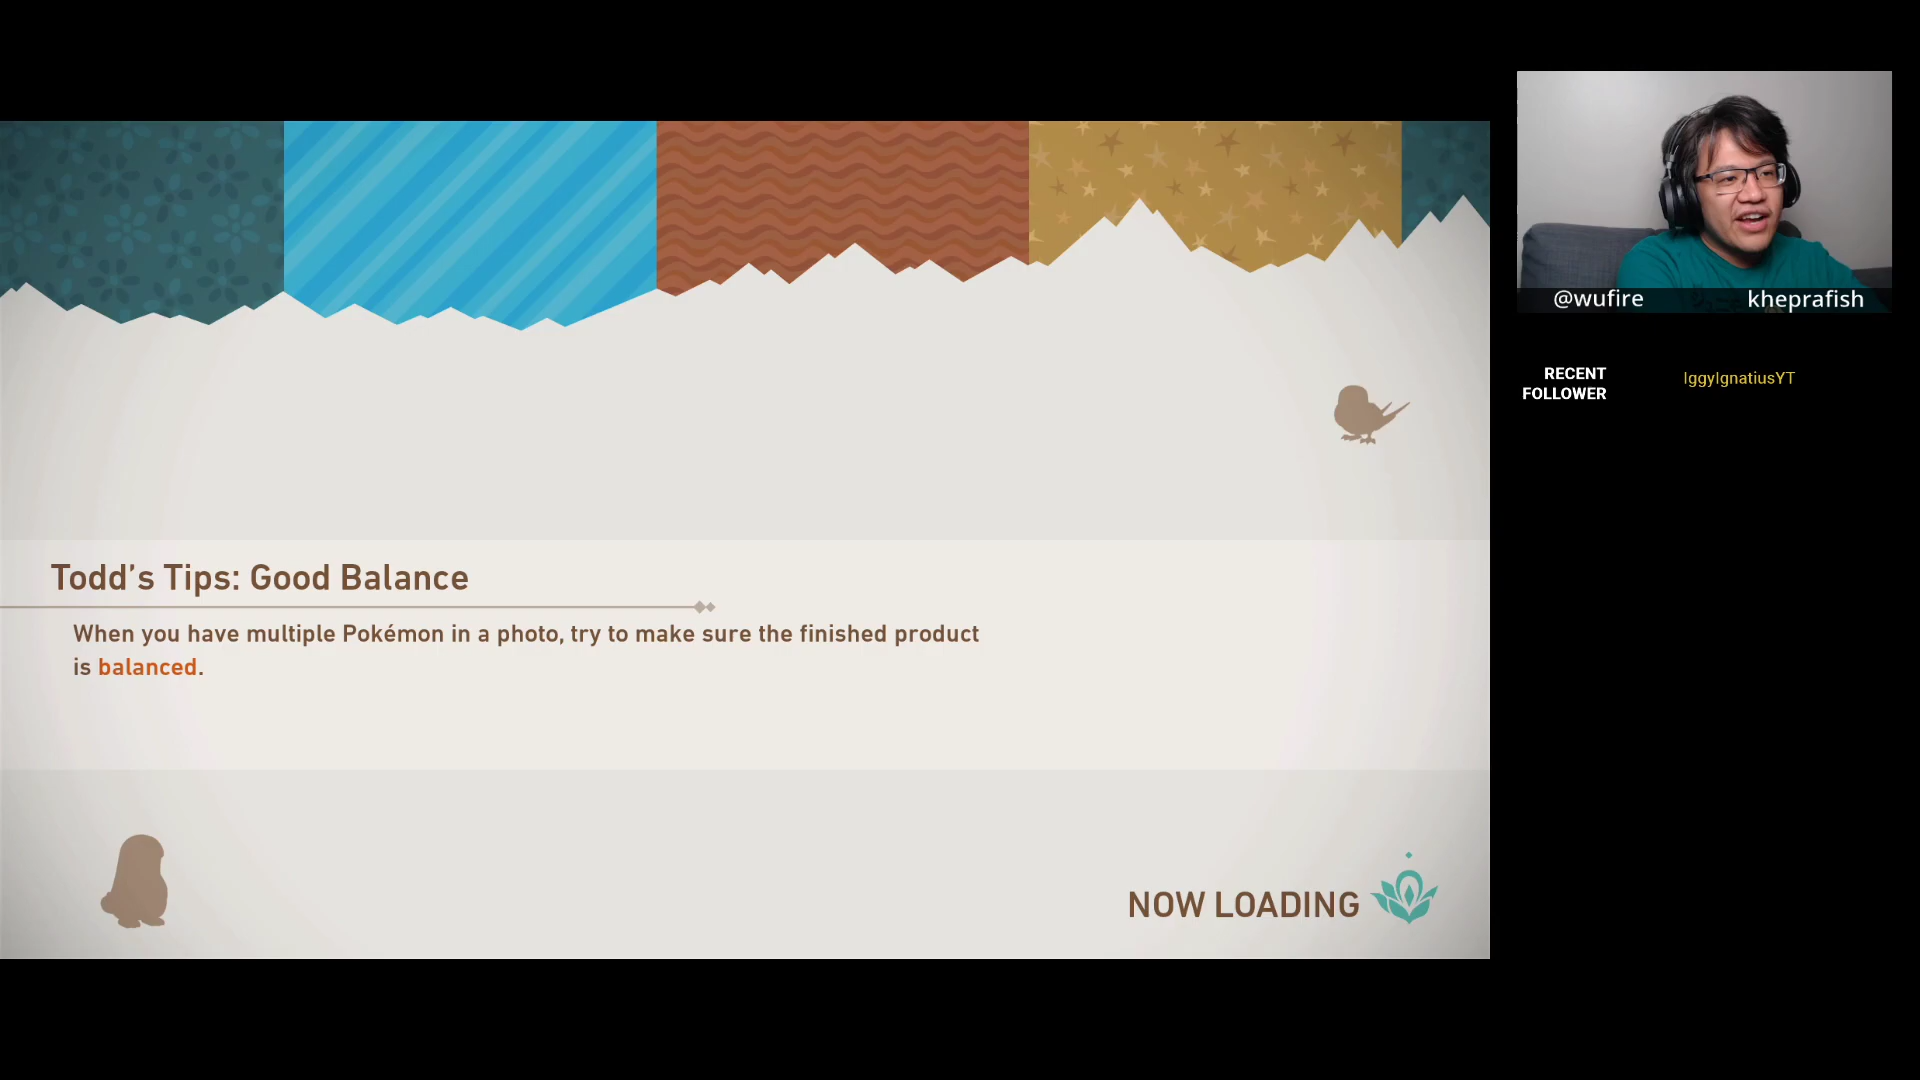 @wufire kheprafish
RECENT
FOLLOWER
IggyIgnatiusYT
Todd's Tips: Good Balance
When you have multiple Pokémon in a photo, try to make sure the finished product
is balanced.
NOW LOADING